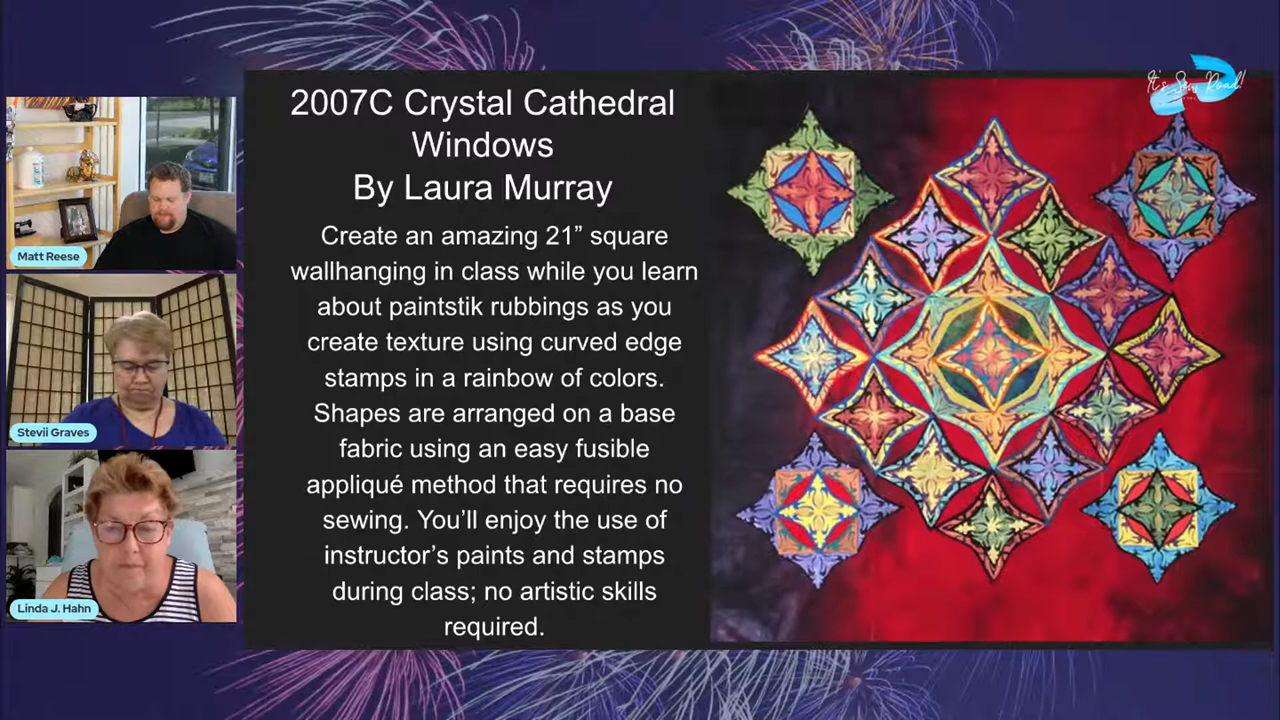 It's Sew Road!
2007C Crystal Cathedral
Windows
By Laura Murray
Create an amazing 21” square
wallhanging in class while you learn
about paintstik rubbings as you
create texture using curved edge
stamps in a rainbow of colors.
Shapes are arranged on a base
fabric using an easy fusible
appliqué method that requires no
sewing. You’ll enjoy the use of
instructor’s paints and stamps
during class; no artistic skills
required.
Matt Reese
Stevii Graves
Linda J. Hahn